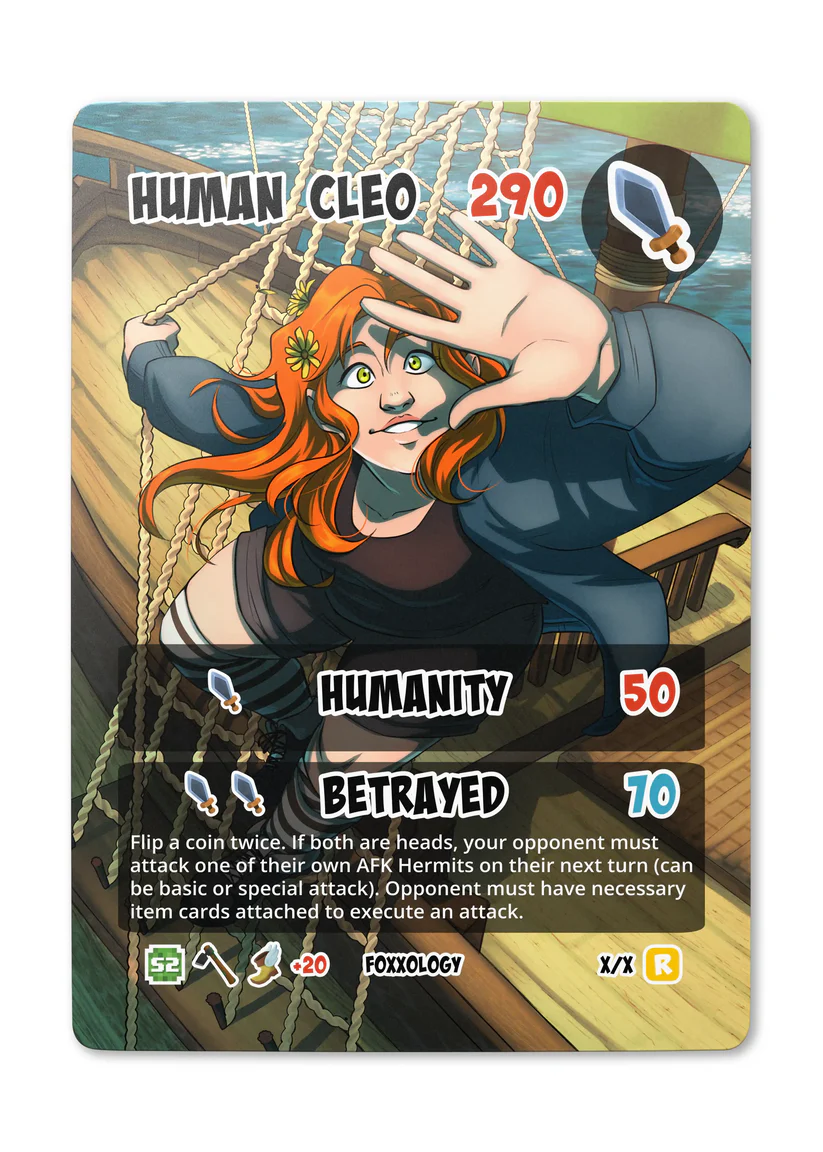 HUMAN CLEO 290
HUMANITY 50
BETRAYED 70
Flip a coin twice. If both are heads, your opponent must
attack one of their own AFK Hermits on their next turn (can
be basic or special attack). Opponent must have necessary
item cards attached to execute an attack.
S2 +20 FOXXOLOGY X/X R